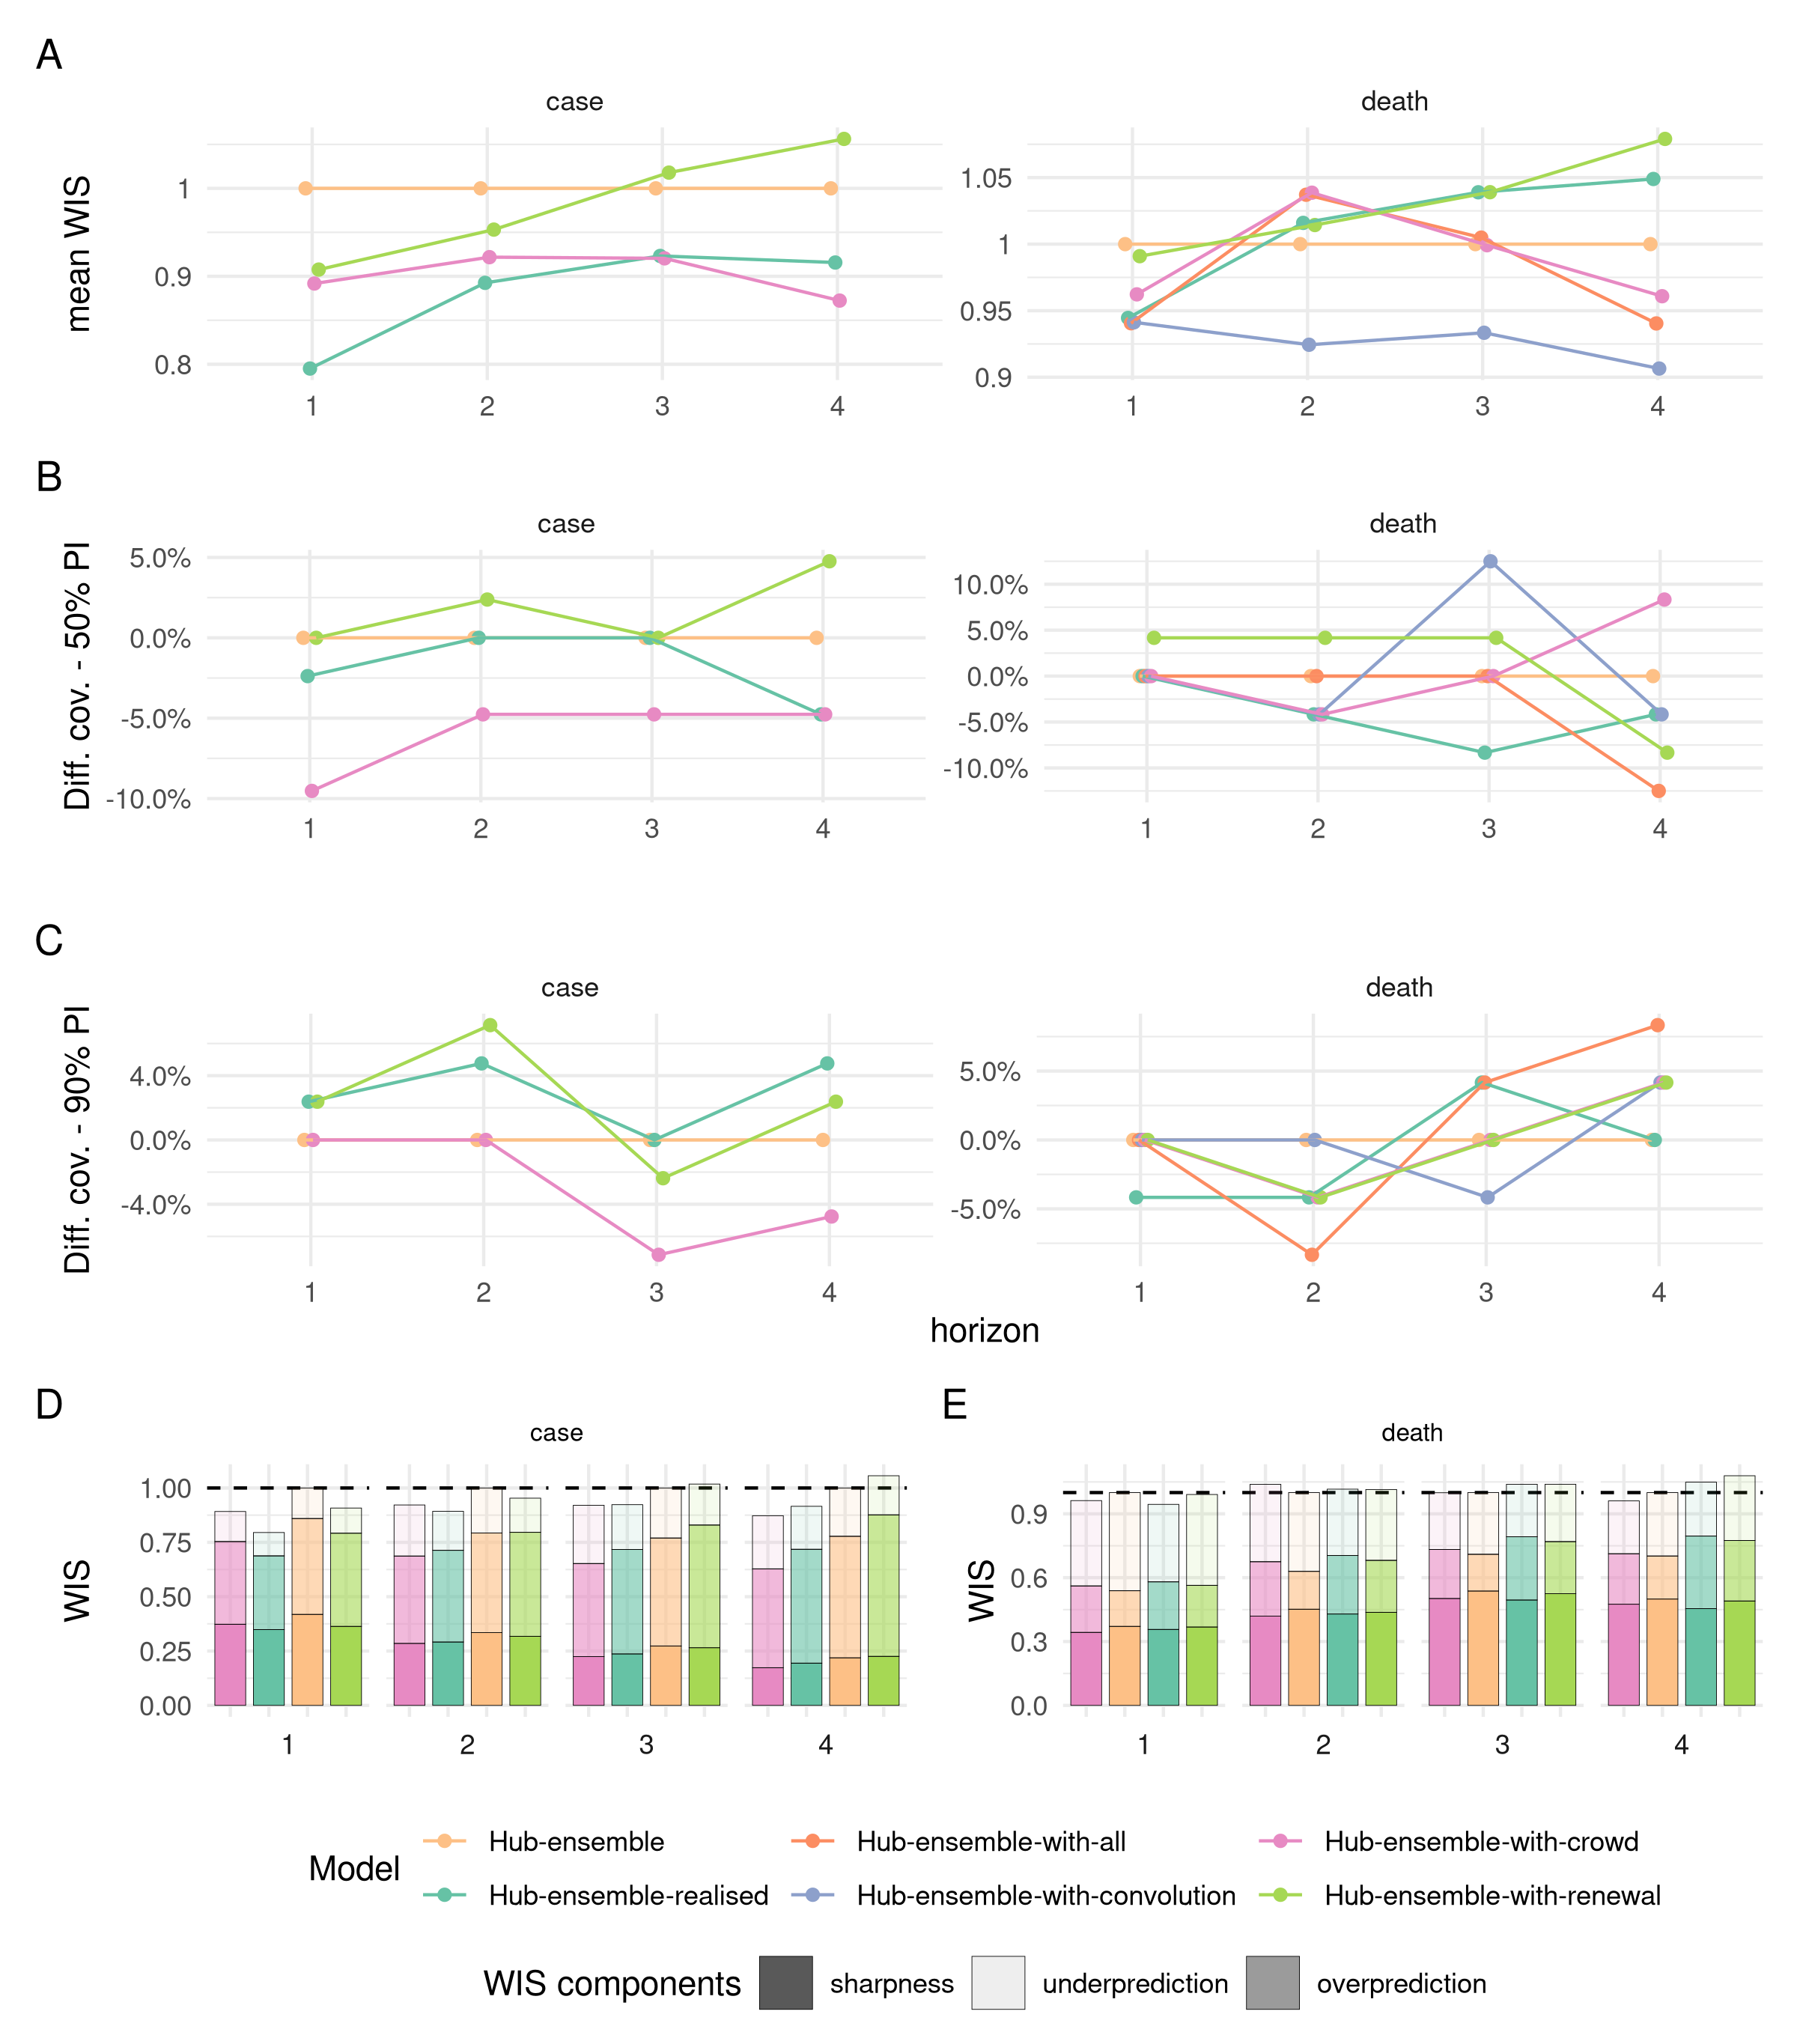 A
case death
mean WIS
1
0.9
0.8
1.05
1
0.95
0.9
1 2 3 4
1 2 3 4
B
case death
Diff. cov. - 50% PI
5.0%
0.0%
-5.0%
-10.0%
10.0%
5.0%
0.0%
-5.0%
-10.0%
1 2 3 4
1 2 3 4
C
case death
Diff. cov. - 90% PI
4.0%
0.0%
-4.0%
5.0%
0.0%
-5.0%
1 2 3 4
1 2 3 4
horizon
D
case
WIS
1.00
0.75
0.50
0.25
0.00
1 2 3 4
E
death
WIS
0.9
0.6
0.3
0.0
1 2 3 4
Model
Hub-ensemble Hub-ensemble-with-all Hub-ensemble-with-crowd
Hub-ensemble-realised Hub-ensemble-with-convolution Hub-ensemble-with-renewal
WIS components sharpness underprediction overprediction